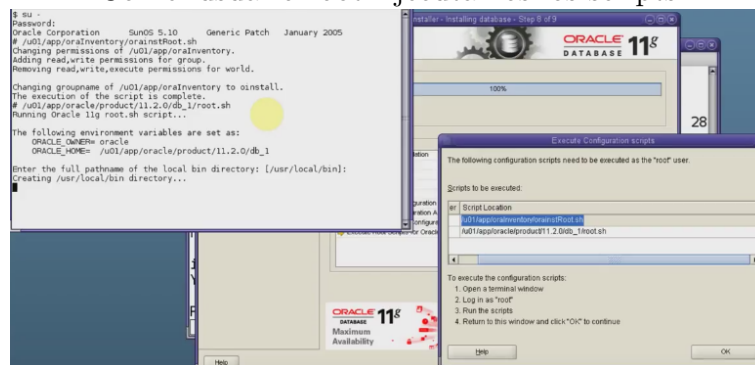 $ su -
Password:
Oracle Corporation SunOS 5.10 Generic Patch January 2005
# /u01/app/oraInventory/orainstRoot.sh
Changing permissions of /u01/app/oraInventory.
Adding read,write permissions for group.
Removing read,write,execute permissions for world.
Changing groupname of /u01/app/oraInventory to oinstall.
The execution of the script is complete.
# /u01/app/oracle/product/11.2.0/db_1/root.sh
Running Oracle 11g root.sh script...
The following environment variables are set as:
ORACLE_OWNER= oracle
ORACLE_HOME= /u01/app/oracle/product/11.2.0/db_1
Enter the full pathname of the local bin directory: [/usr/local/bin]:
Creating /usr/local/bin directory...
nstaller - Installing database - Step 8 of 9
ORACLE 11g
DATABASE
100%
28
Execute Configuration scripts
The following configuration scripts need to be executed as the "root" user.
Scripts to be executed:
er Script Location
/u01/app/oraInventory/orainstRoot.sh
/u01/app/oracle/product/11.2.0/db_1/root.sh
To execute the configuration scripts:
1. Open a terminal window
2. Log in as "root"
3. Run the scripts
4. Return to this window and click "OK" to continue
Help
OK
ORACLE 11g
DATABASE
Maximum
Availability
Help